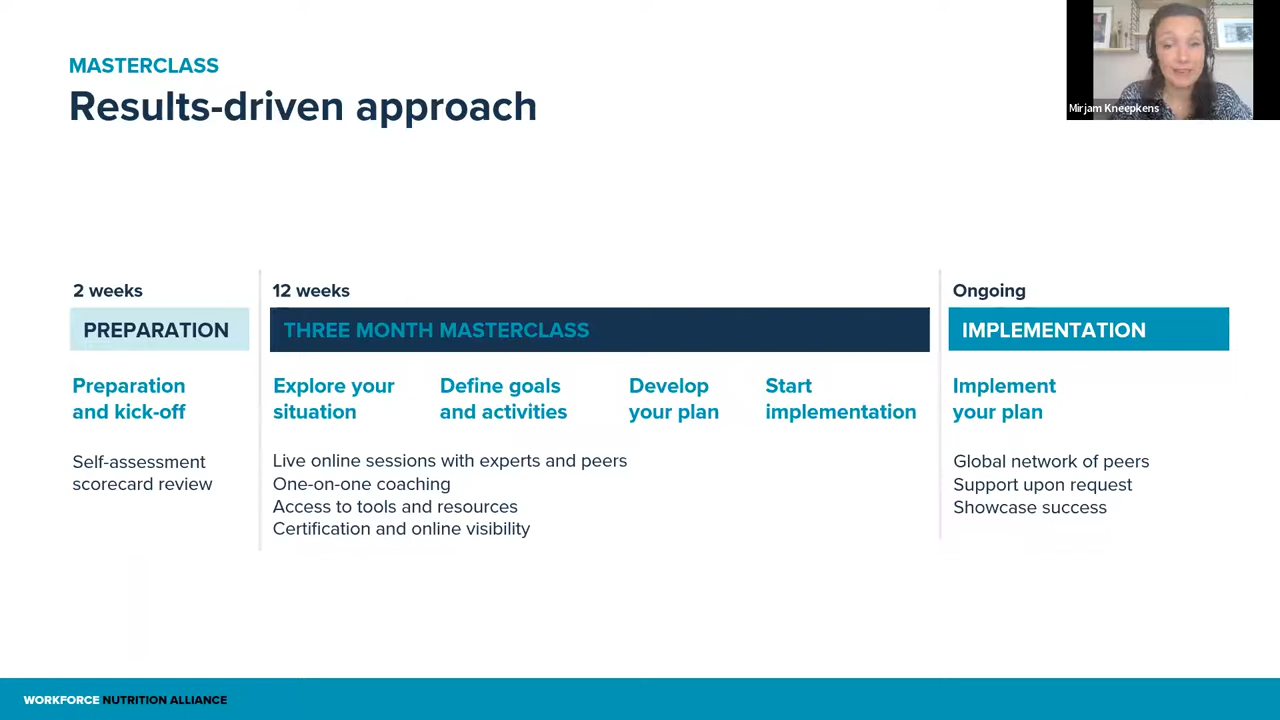 MASTERCLASS
Results-driven approach
Mirjam Kneepkens
2 weeks
PREPARATION
Preparation
and kick-off
Self-assessment
scorecard review
12 weeks
THREE MONTH MASTERCLASS
Explore your
situation
Define goals
and activities
Develop
your plan
Start
implementation
Live online sessions with experts and peers
One-on-one coaching
Access to tools and resources
Certification and online visibility
Ongoing
IMPLEMENTATION
Implement
your plan
Global network of peers
Support upon request
Showcase success
WORKFORCE NUTRITION ALLIANCE